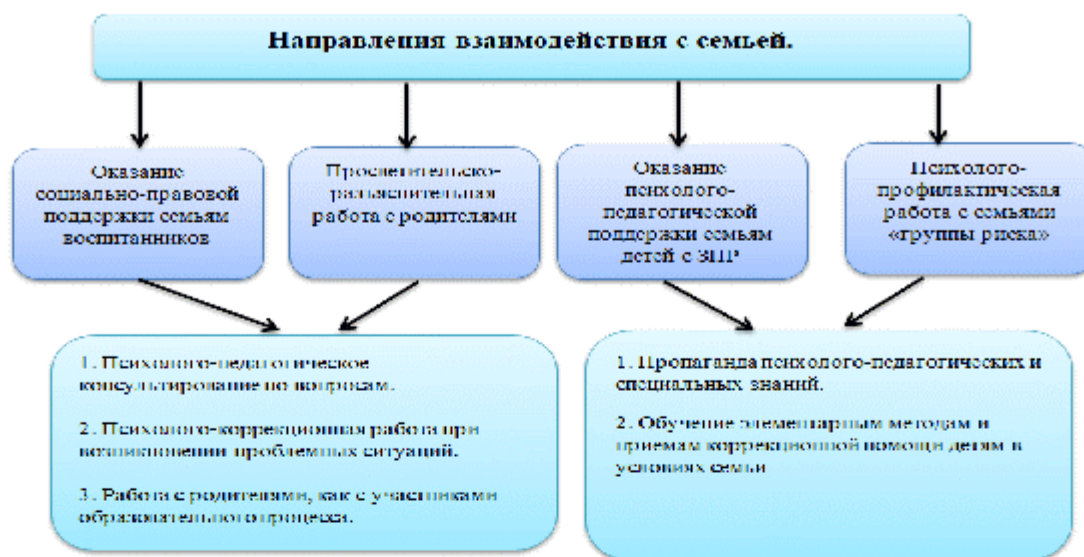 Направления взаимодействия с семьей.
Оказание
социально-правовой
поддержки семьям
воспитанников
Просветительско-
разъяснительная
работа с родителями
Оказание
психолого-
педагогической
поддержки семьям
детей с ЗПР
Психолого-
профилактическая
работа с семьями
«группы риска»
1. Психолого-педагогическое
консультирование по вопросам.
2. Психолого-коррекционная работа при
возникновении проблемных ситуаций.
3. Работа с родителями, как с участниками
образовательного процесса.
1. Пропаганда психолого-педагогических и
специальных знаний.
2. Обучение элементарным методам и
приемам коррекционной помощи детям в
условиях семьи